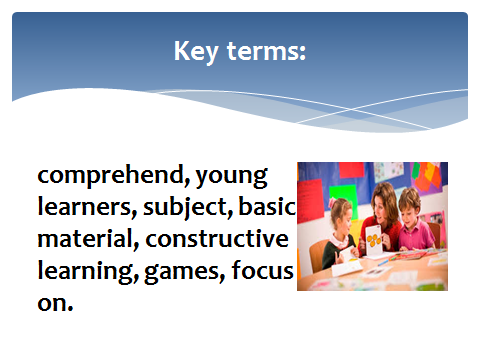 Key terms:
comprehend, young
learners, subject, basic
material, constructive
learning, games, focus
on.